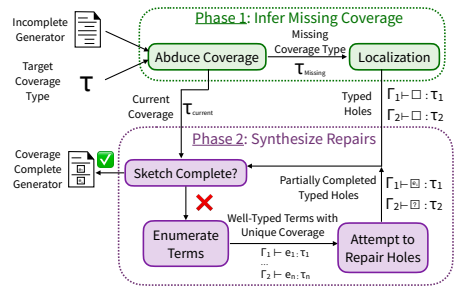 Incomplete
Generator
Phase 1: Infer Missing Coverage
Target
Coverage
Type
τ
Abduce Coverage
Missing
Coverage Type
τ Missing
Localization
Current
Coverage
τ current
Typed
Holes
Γ₁ ⊢ □ : τ₁
Γ₂ ⊢ □ : τ₂
Phase 2: Synthesize Repairs
Coverage
Complete
Generator
Sketch Complete?
Partially Completed
Typed Holes
Γ₁ ⊢ : τ₁
Γ₂ ⊢ ? : τ₂
Enumerate
Terms
Well-Typed Terms with
Unique Coverage
Γ₁ ⊢ e₁ : τ₁
...
Γ₂ ⊢ eₙ : τₙ
Attempt to
Repair Holes